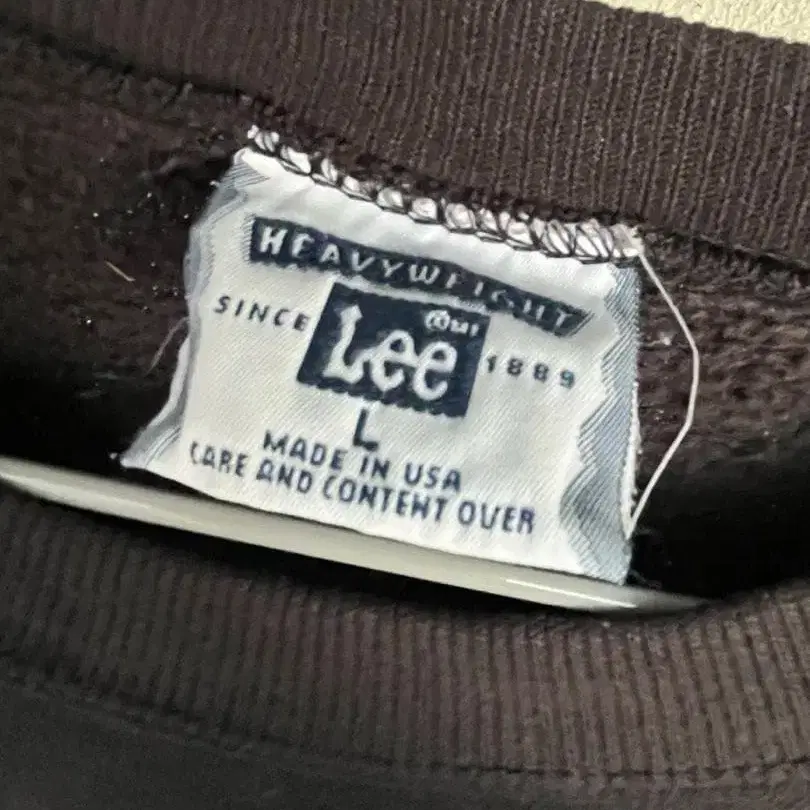 HEAVYWEIGHT
SINCE Lee 1889
L
MADE IN USA
CARE AND CONTENT OVER